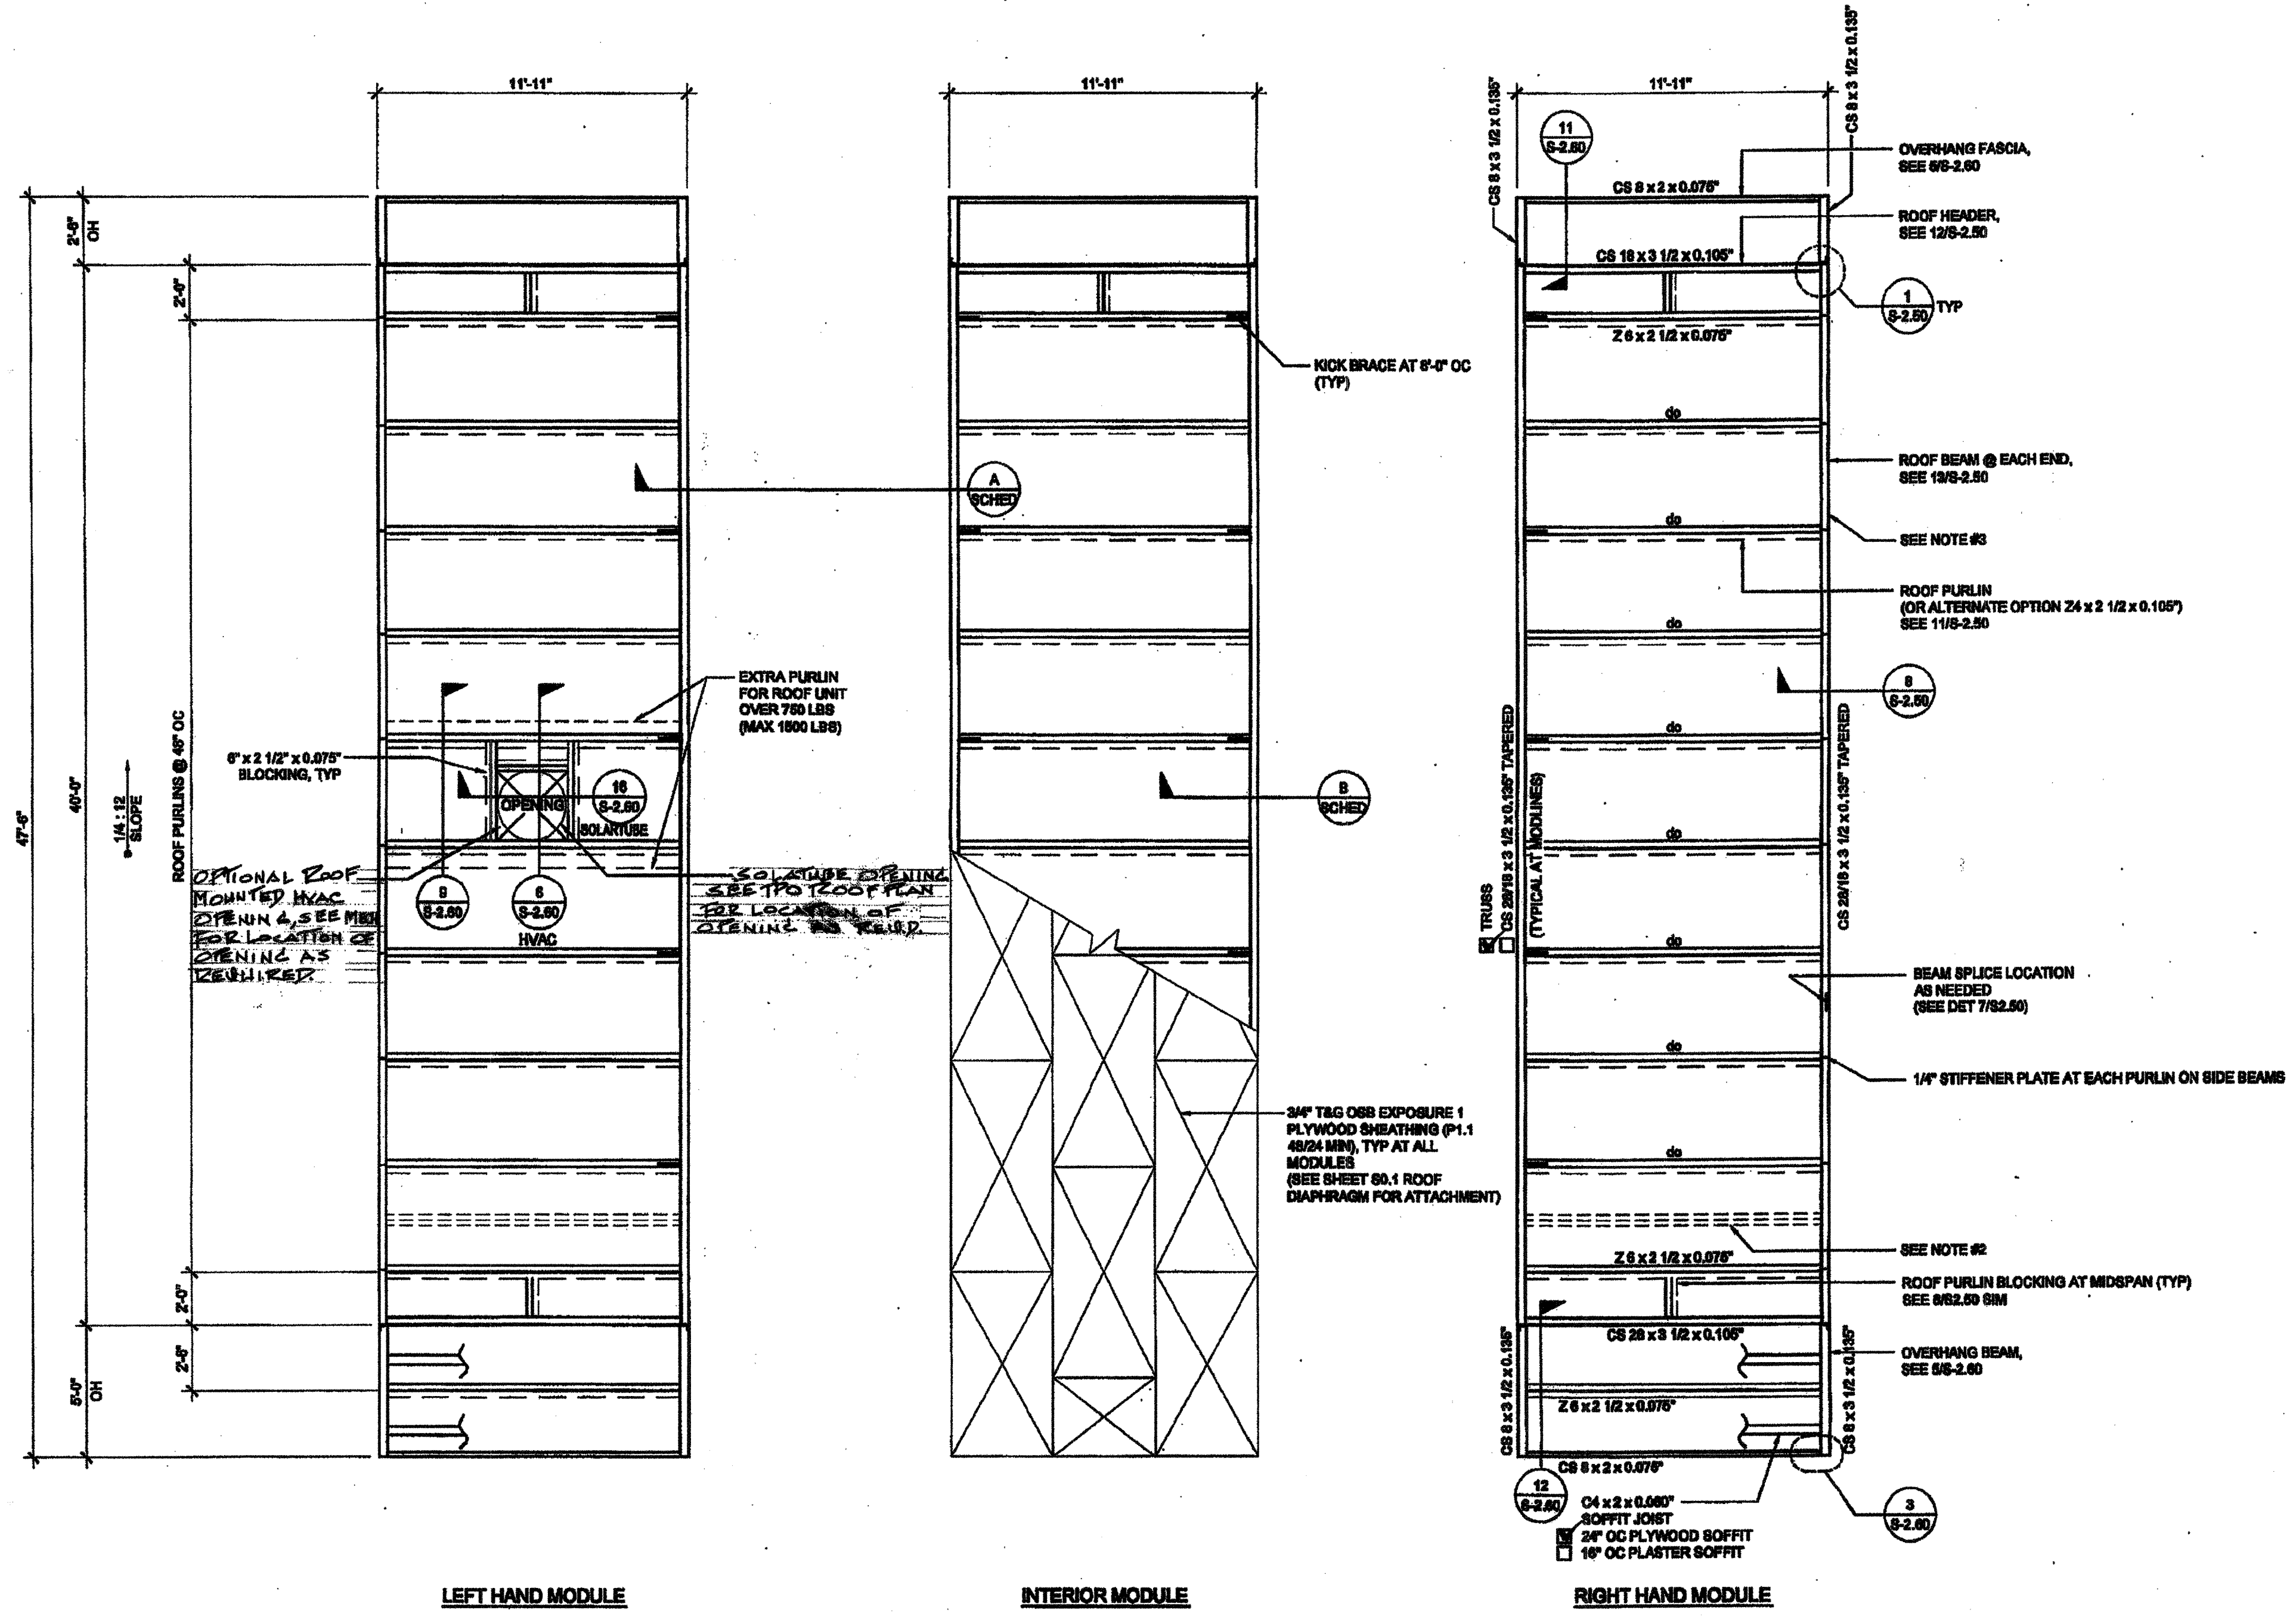 11'-11"
11'-11"
11'-11"
CS 8 x 3 1/2 x 0.135"
CS 8 x 3 1/2 x 0.135"
11
S-2.60
OVERHANG FASCIA,
SEE 5/S-2.60
CS 8 x 2 x 0.075"
ROOF HEADER,
SEE 12/S-2.50
CS 18 x 3 1/2 x 0.105"
1
S-2.50
TYP
Z 6 x 2 1/2 x 0.075"
2'-6"
OH
2'-0"
KICK BRACE AT 8'-0" OC
(TYP)
do
ROOF BEAM @ EACH END,
SEE 13/S-2.50
A
SCHED
do
SEE NOTE #3
ROOF PURLIN
(OR ALTERNATE OPTION Z4 x 2 1/2 x 0.105")
SEE 11/S-2.50
do
8
S-2.50
EXTRA PURLIN
FOR ROOF UNIT
OVER 750 LBS
(MAX 1500 LBS)
do
6" x 2 1/2" x 0.075"
BLOCKING, TYP
OPENING
16
S-2.60
SOLARTUBE
B
SCHED
47'-6"
40'-0"
1/4 : 12
SLOPE
ROOF PURLINS @ 48" OC
do
TRUSS
CS 28/18 x 3 1/2 x 0.135" TAPERED
(TYPICAL AT MODLINES)
CS 28/18 x 3 1/2 x 0.135" TAPERED
OPTIONAL ROOF
MOUNTED HVAC
OPENING, SEE MEH
FOR LOCATION OF
OPENING AS
REQUIRED.
9
S-2.60
6
S-2.60
HVAC
SOLATUBE OPENING
SEE TPO ROOF PLAN
FOR LOCATION OF
OPENING AS REQ'D.
do
BEAM SPLICE LOCATION
AS NEEDED
(SEE DET 7/S2.50)
do
1/4" STIFFENER PLATE AT EACH PURLIN ON SIDE BEAMS
3/4" T&G OSB EXPOSURE 1
PLYWOOD SHEATHING (P1.1
48/24 MIN), TYP AT ALL
MODULES
(SEE SHEET S0.1 ROOF
DIAPHRAGM FOR ATTACHMENT)
do
SEE NOTE #2
Z 6 x 2 1/2 x 0.075"
ROOF PURLIN BLOCKING AT MIDSPAN (TYP)
SEE 8/S2.50 SIM
2'-0"
CS 28 x 3 1/2 x 0.105"
2'-6"
5'-0"
OH
OVERHANG BEAM,
SEE 5/S-2.60
CS 8 x 3 1/2 x 0.135"
CS 8 x 3 1/2 x 0.135"
Z 6 x 2 1/2 x 0.075"
CS 8 x 2 x 0.075"
12
S-2.60
C4 x 2 x 0.060"
SOFFIT JOIST
24" OC PLYWOOD SOFFIT
16" OC PLASTER SOFFIT
3
S-2.60
LEFT HAND MODULE
INTERIOR MODULE
RIGHT HAND MODULE